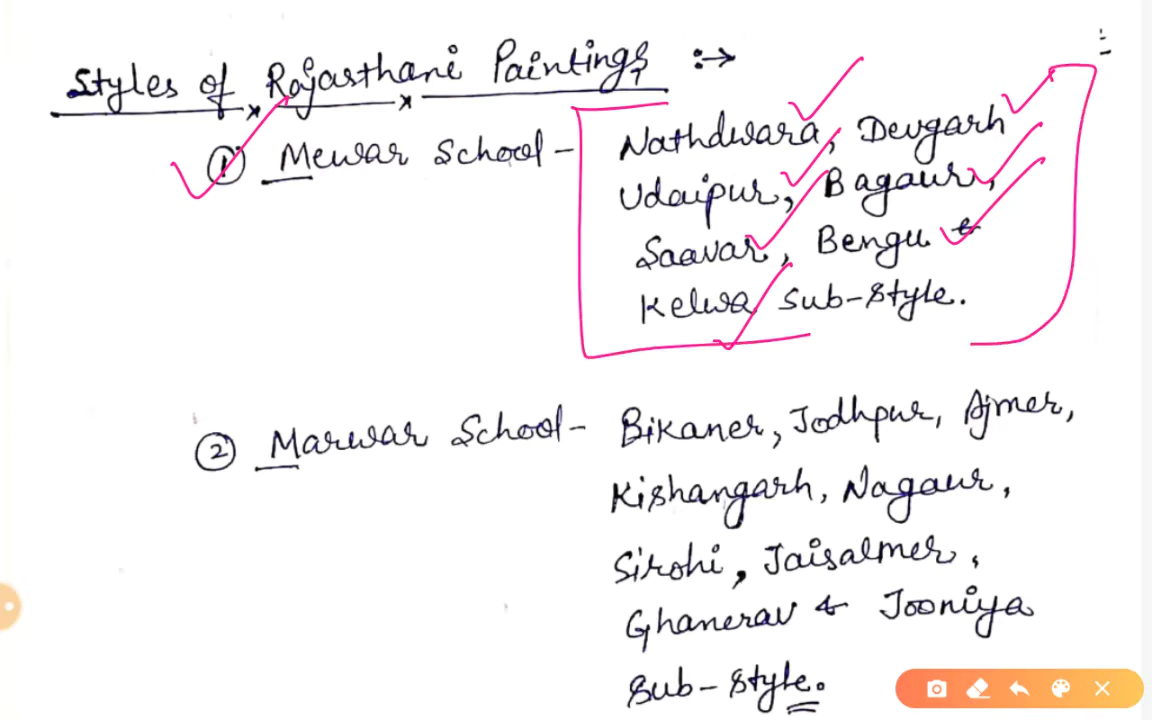 Styles of Rajasthani Paintings :→
① Mewar School - Nathdwara, Devgarh
Udaipur, Bagaur,
Saavar, Bengu &
Kelwa Sub-Style.
② Marwar School - Bikaner, Jodhpur, Ajmer,
Kishangarh, Nagaur,
Sirohi, Jaisalmer,
Ghanerav & Jooniya
Sub-Style.